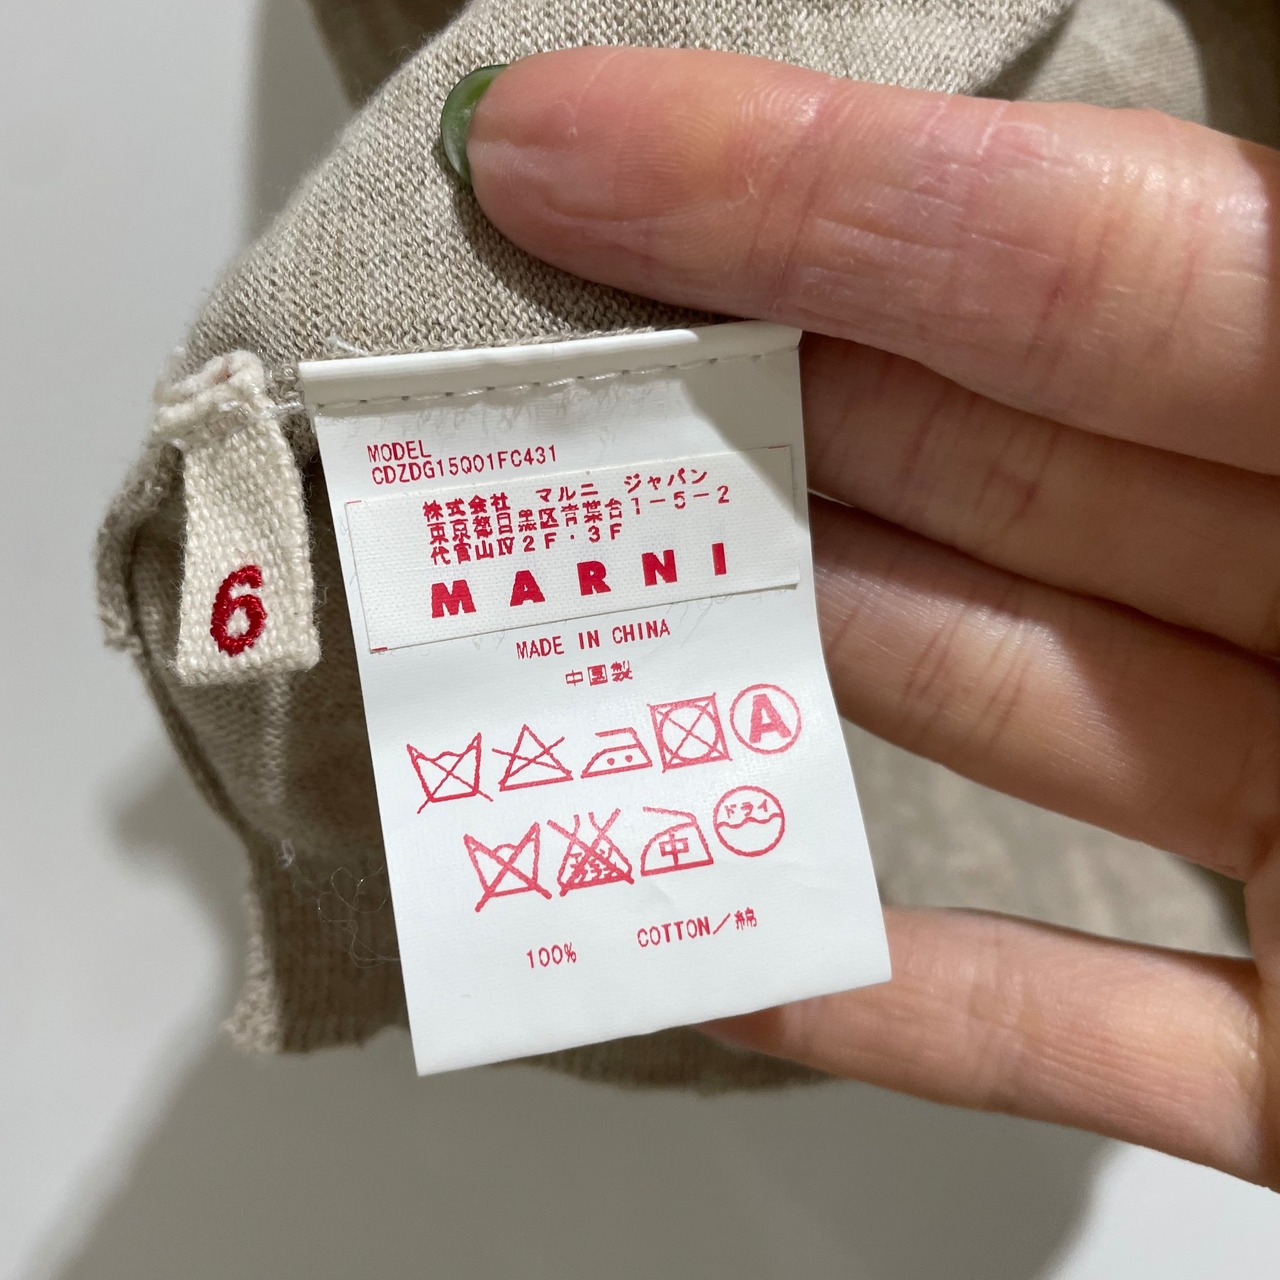 MODEL
CDZDG15Q01FC431
株式会社 マルニ ジャパン
東京都目黒区青葉台1-5-2
代官山Ⅳ2F・3F
MARNI
6
MADE IN CHINA
中国製
A
ドライ
中
100% COTTON/綿